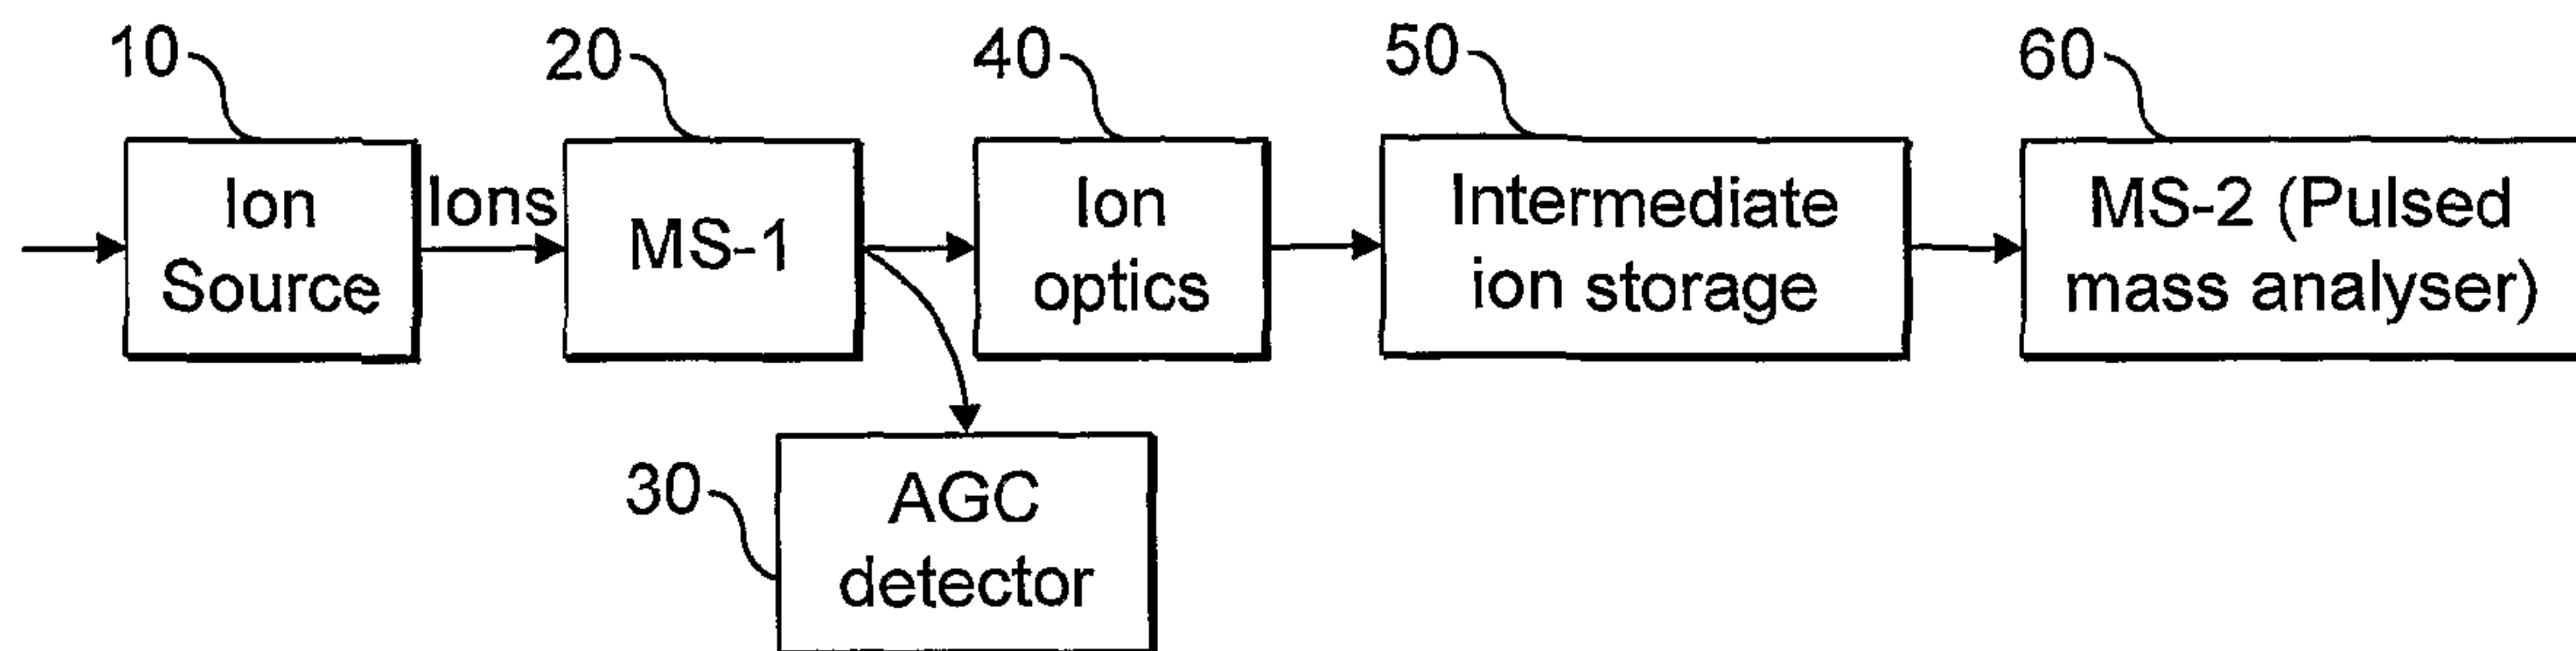 10
20
40
50
60
Ion
Source
Ions
MS-1
Ion
optics
Intermediate
ion storage
MS-2 (Pulsed
mass analyser)
30
AGC
detector